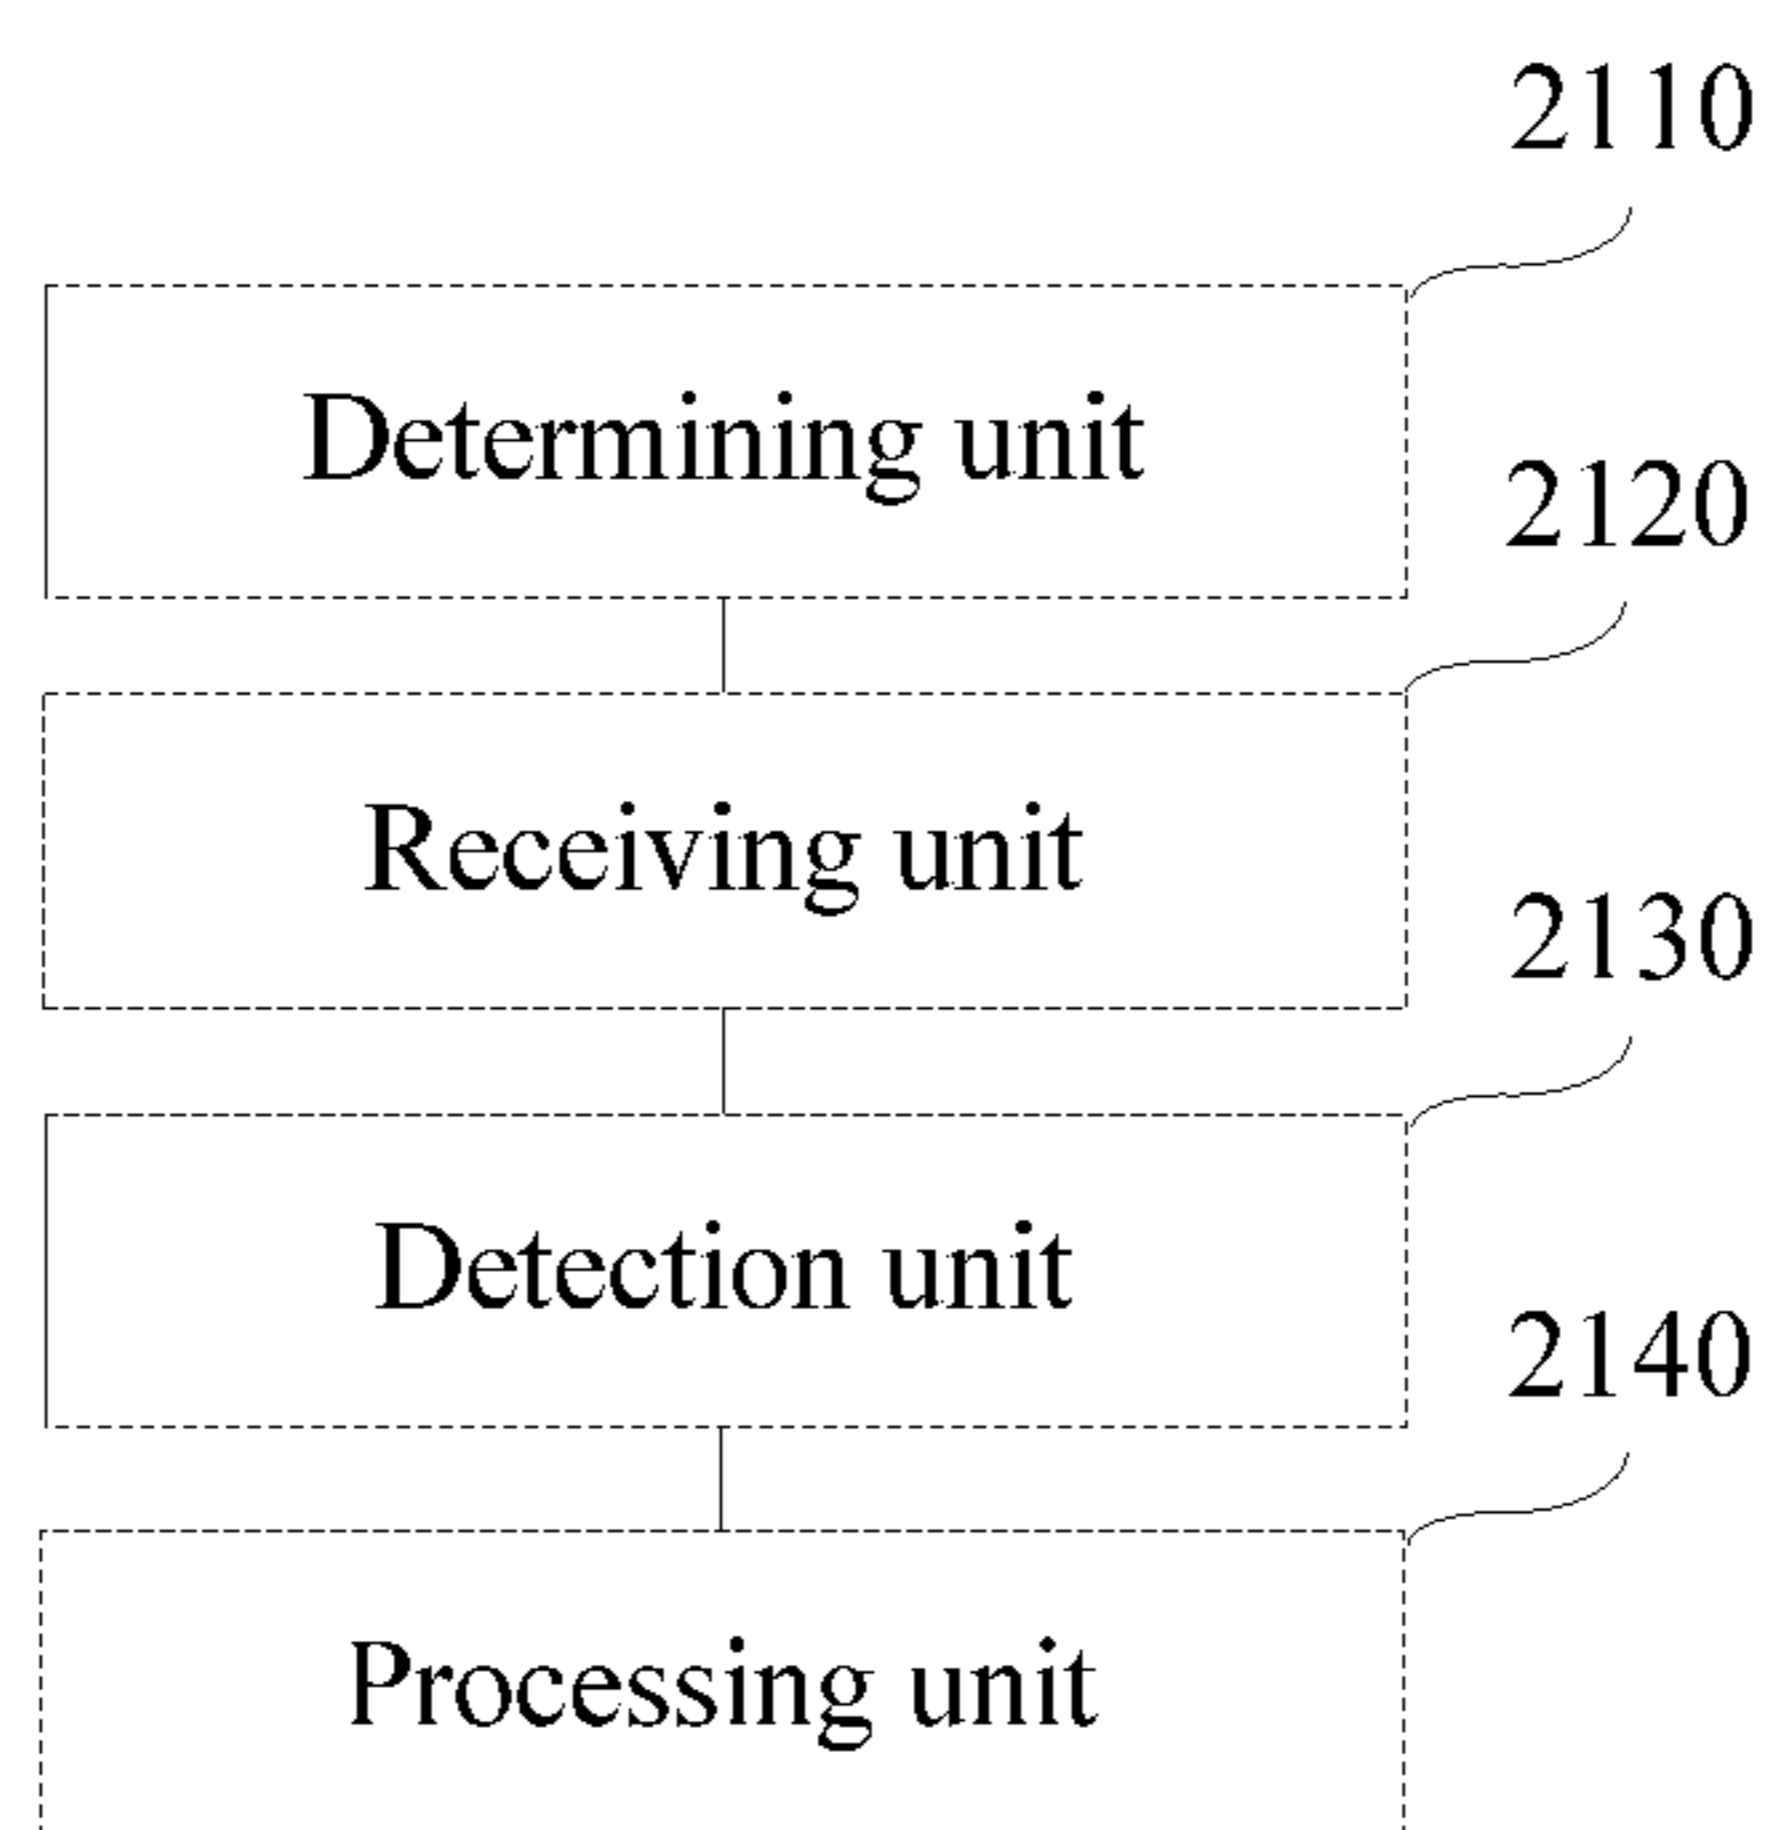 2110
Determining unit
2120
Receiving unit
2130
Detection unit
2140
Processing unit